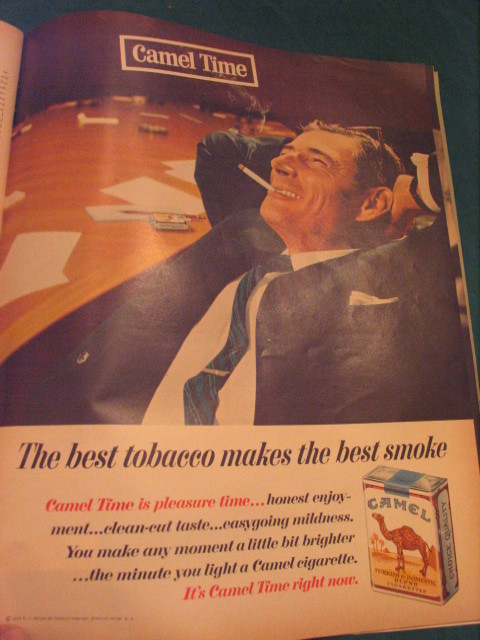 Camel Time
The best tobacco makes the best smoke
Camel Time is pleasure time...honest enjoy-
ment...clean-cut taste...easygoing mildness.
You make any moment a little bit brighter
...the minute you light a Camel cigarette.
It's Camel Time right now.
CAMEL
TURKISH & DOMESTIC
BLEND
CIGARETTES
CHOICE QUALITY